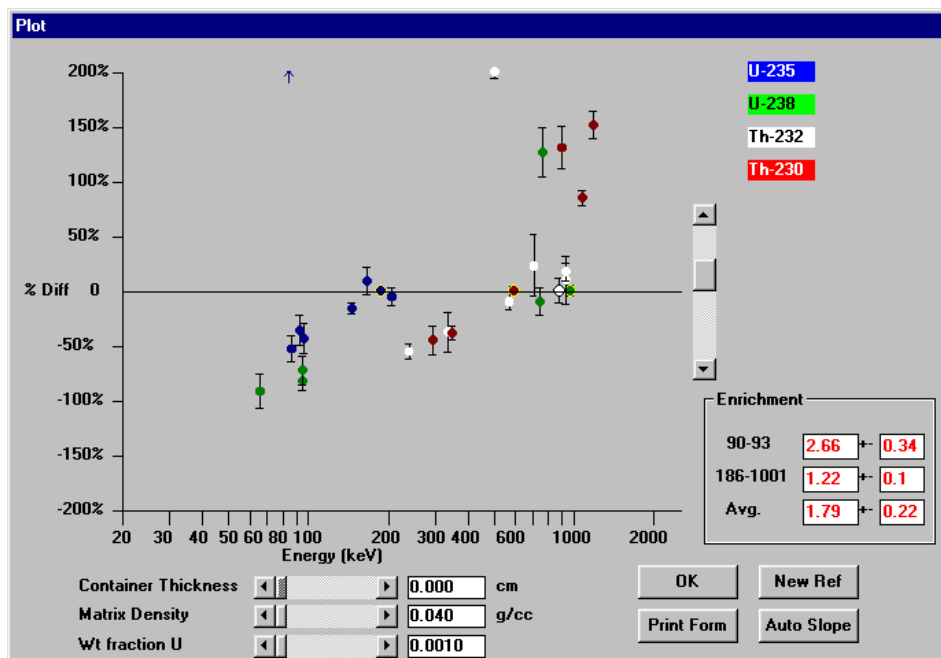 Plot
200%
150%
100%
50%
% Diff 0
-50%
-100%
-150%
-200%
20 30 40 50 60 80 100 200 300 400 600 1000 2000
Energy (keV)
U-235
U-238
Th-232
Th-230
Enrichment
90-93 2.66 +- 0.34
186-1001 1.22 +- 0.1
Avg. 1.79 +- 0.22
Container Thickness 0.000 cm
Matrix Density 0.040 g/cc
Wt fraction U 0.0010
OK New Ref
Print Form Auto Slope